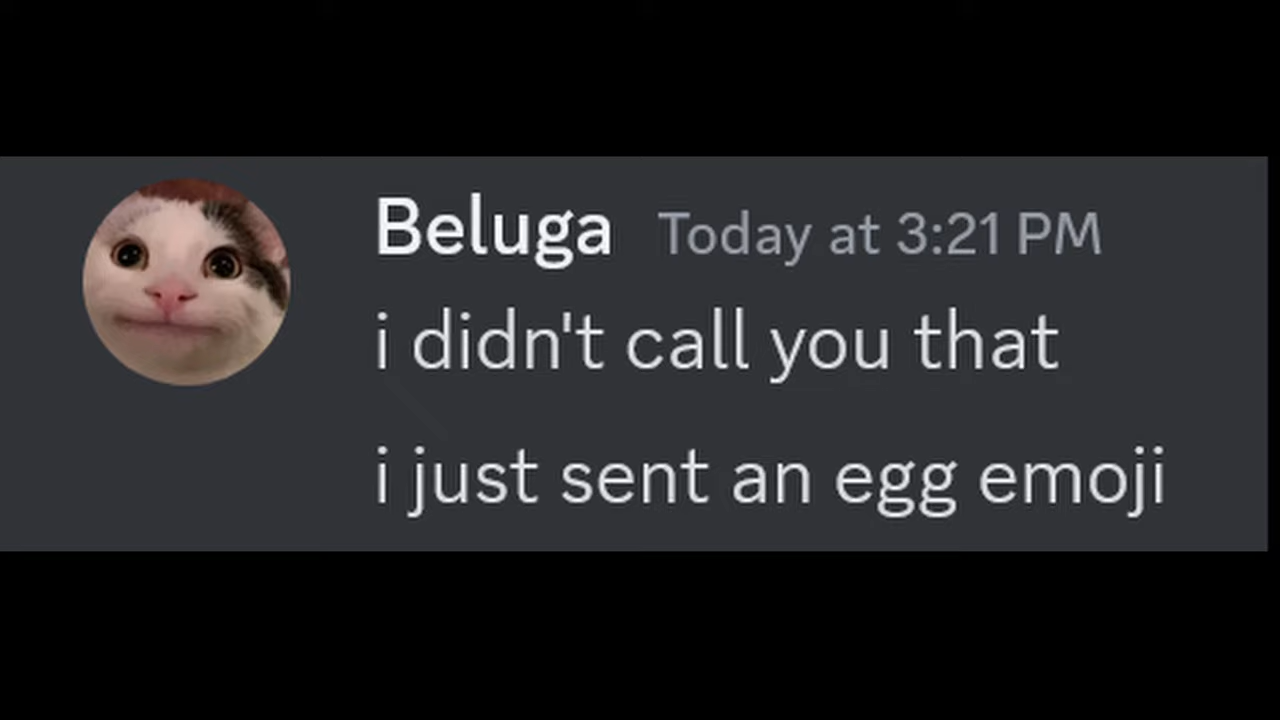 Beluga Today at 3:21 PM
i didn't call you that
i just sent an egg emoji